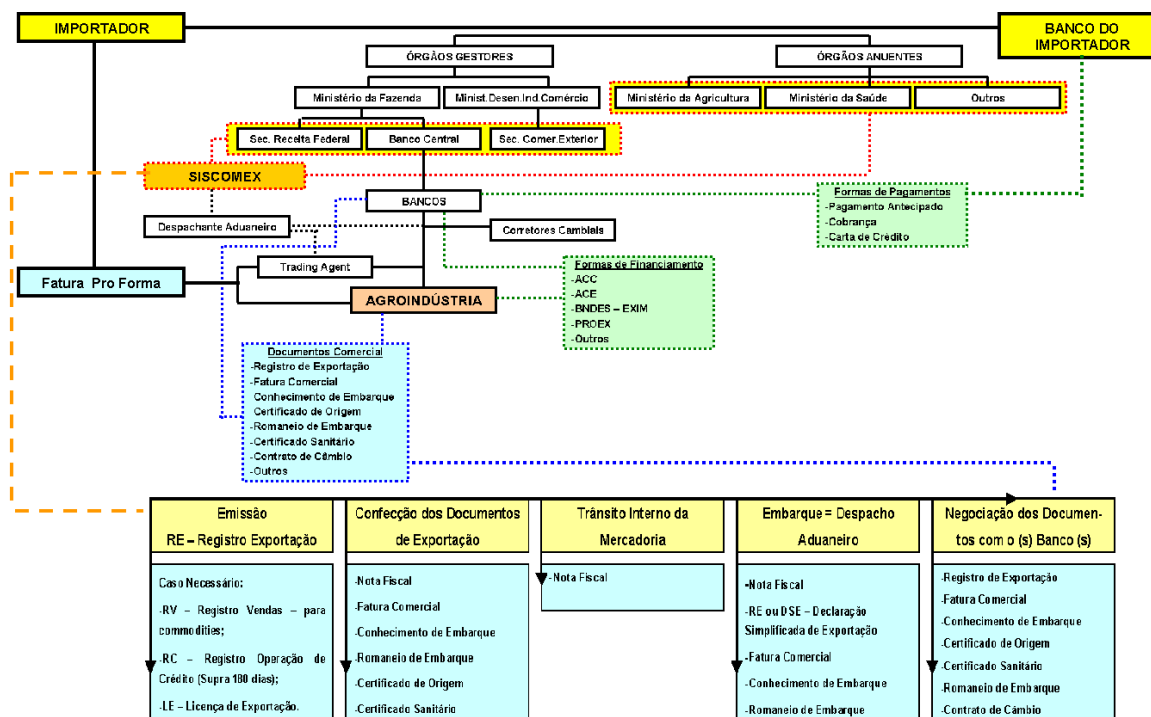 IMPORTADOR
BANCO DO
IMPORTADOR
ÓRGÃOS GESTORES
ÓRGÃOS ANUENTES
Ministério da Fazenda
Minist.Desen.Ind.Comércio
Ministério da Agricultura
Ministério da Saúde
Outros
Sec. Receita Federal
Banco Central
Sec. Comer.Exterior
SISCOMEX
BANCOS
Formas de Pagamentos
-Pagamento Antecipado
-Cobrança
-Carta de Crédito
Despachante Aduaneiro
Corretores Cambiais
Trading Agent
Fatura Pro Forma
AGROINDÚSTRIA
Formas de Financiamento
-ACC
-ACE
-BNDES – EXIM
-PROEX
-Outros
Documentos Comercial
-Registro de Exportação
-Fatura Comercial
Conhecimento de Embarque
Certificado de Origem
-Romaneio de Embarque
-Certificado Sanitário
-Contrato de Câmbio
-Outros
Emissão
RE – Registro Exportação
Caso Necessário:
-RV – Registro Vendas – para
commodities;
-RC – Registro Operação de
Crédito (Supra 180 dias);
-LE – Licença de Exportação.
Confecção dos Documentos
de Exportação
-Nota Fiscal
-Fatura Comercial
-Conhecimento de Embarque
-Romaneio de Embarque
-Certificado de Origem
-Certificado Sanitário
Trânsito Interno da
Mercadoria
-Nota Fiscal
Embarque = Despacho
Aduaneiro
-Nota Fiscal
-RE ou DSE – Declaração
Simplificada de Exportação
-Fatura Comercial
-Conhecimento de Embarque
-Romaneio de Embarque
Negociação dos Documen-
tos com o (s) Banco (s)
-Registro de Exportação
-Fatura Comercial
-Conhecimento de Embarque
-Certificado de Origem
-Certificado Sanitário
-Romaneio de Embarque
-Contrato de Câmbio